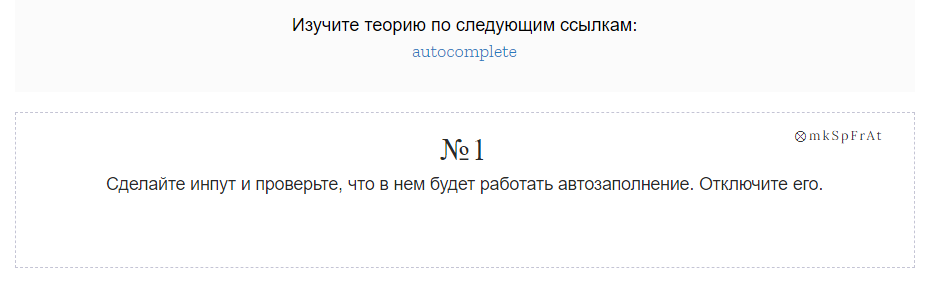 Изучите теорию по следующим ссылкам:
autocomplete
⊗mkSpFrAt
№1
Сделайте инпут и проверьте, что в нем будет работать автозаполнение. Отключите его.